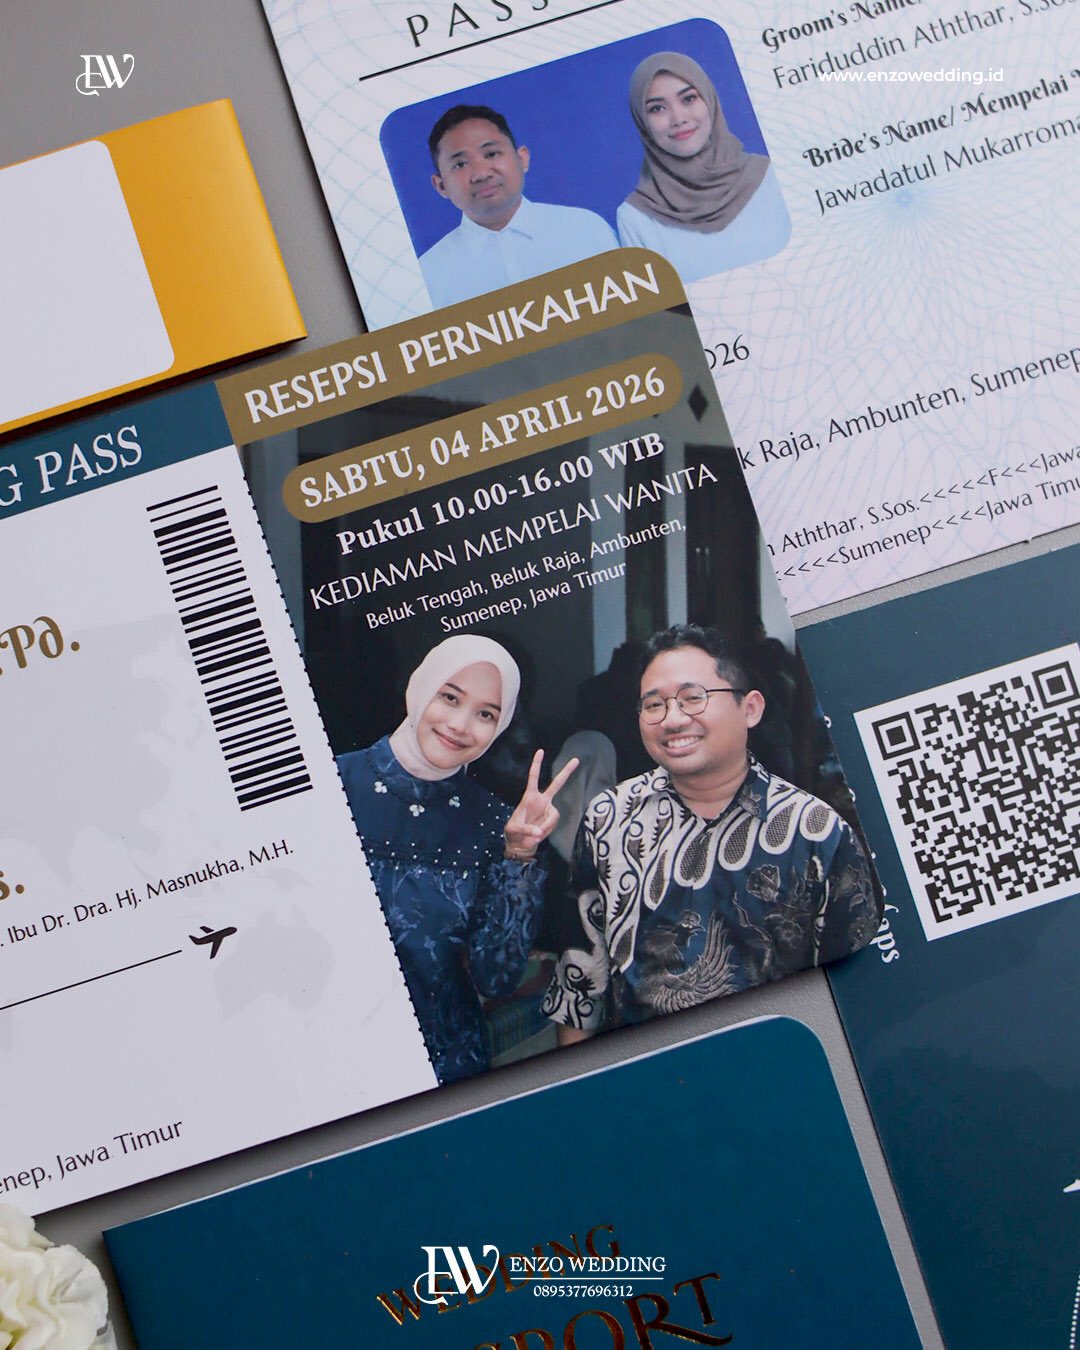 EW
www.enzowedding.id
PASS
Groom's Name/
Fariduddin Aththar, S.Sos
Bride's Name/ Mempelai
Jawadatul Mukarroma
026
k Raja, Ambunten, Sumenep
n Aththar, S.Sos.<<<<<F<<<Jawa
<<<<<Sumenep<<<<Jawa Timu
G PASS
.Pd.
s.
. Ibu Dr. Dra. Hj. Masnukha, M.H.
enep, Jawa Timur
RESEPSI PERNIKAHAN
SABTU, 04 APRIL 2026
Pukul 10.00-16.00 WIB
KEDIAMAN MEMPELAI WANITA
Beluk Tengah, Beluk Raja, Ambunten,
Sumenep, Jawa Timur
aps
WEDDING
SPORT
EW ENZO WEDDING
0895377696312